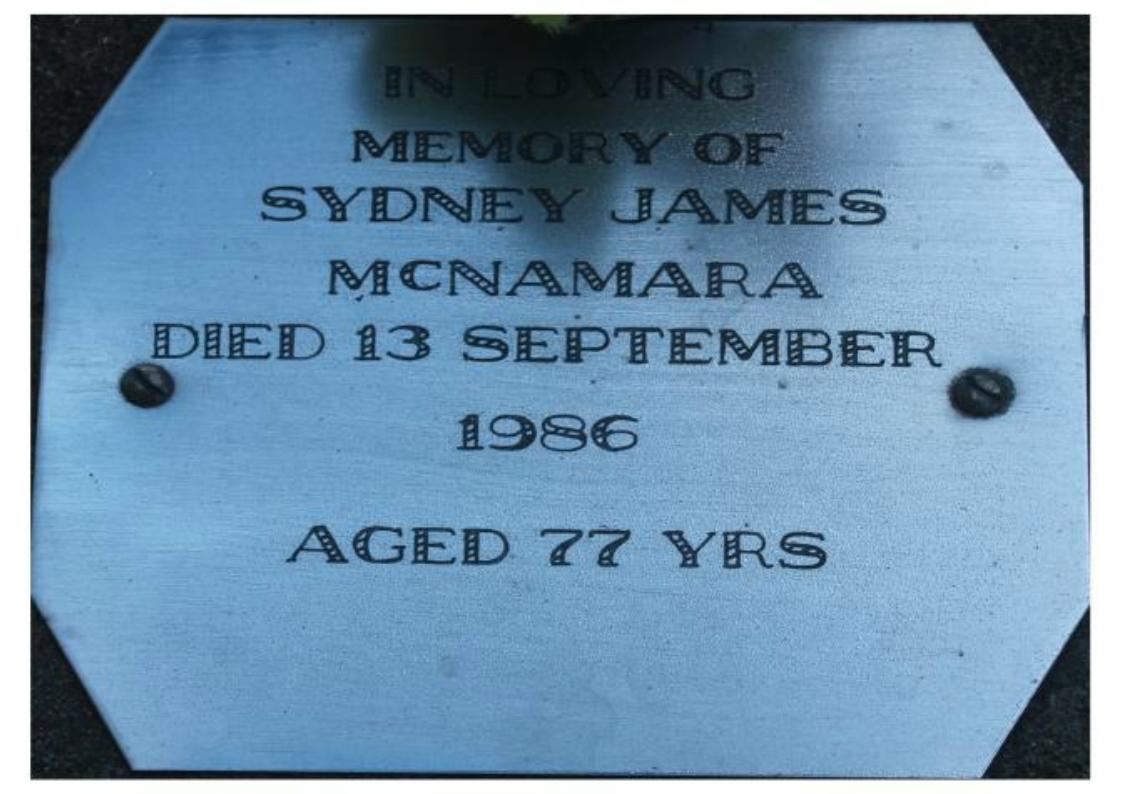 IN LOVING
MEMORY OF
SYDNEY JAMES
MCNAMARA
DIED 13 SEPTEMBER
1986
AGED 77 YRS